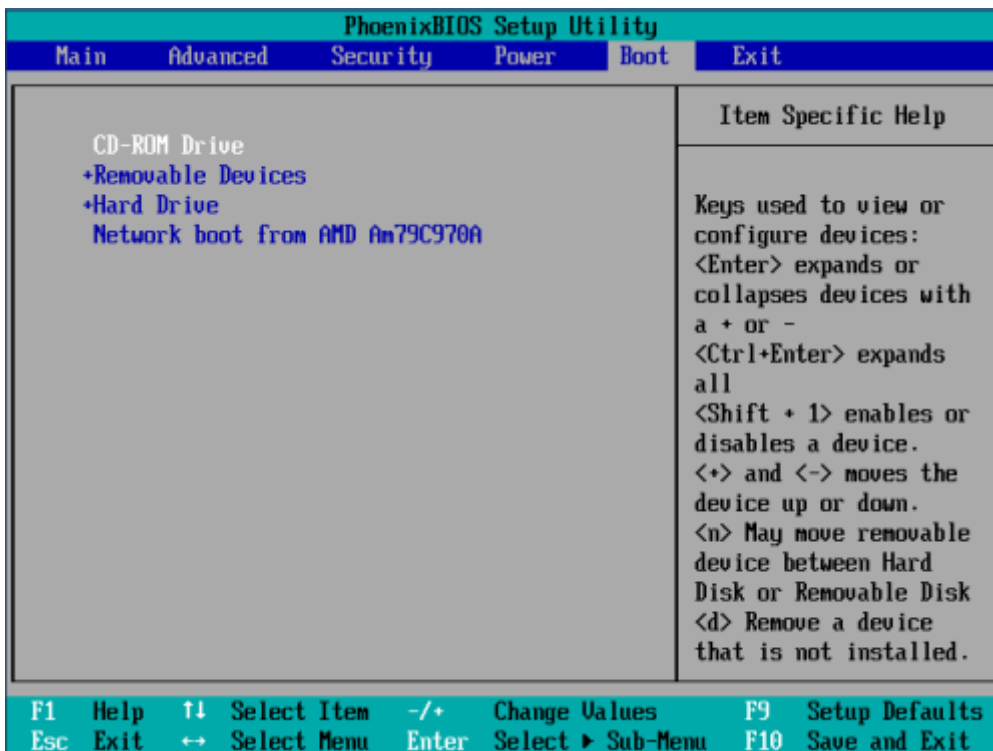 PhoenixBIOS Setup Utility
Main Advanced Security Power Boot Exit
CD-ROM Drive
+Removable Devices
+Hard Drive
Network boot from AMD Am79C970A
Item Specific Help
Keys used to view or
configure devices:
<Enter> expands or
collapses devices with
a + or -
<Ctrl+Enter> expands
all
<Shift + 1> enables or
disables a device.
<+> and <-> moves the
device up or down.
<n> May move removable
device between Hard
Disk or Removable Disk
<d> Remove a device
that is not installed.
F1 Help ↑↓ Select Item -/+ Change Values F9 Setup Defaults
Esc Exit ↔ Select Menu Enter Select ▶ Sub-Menu F10 Save and Exit